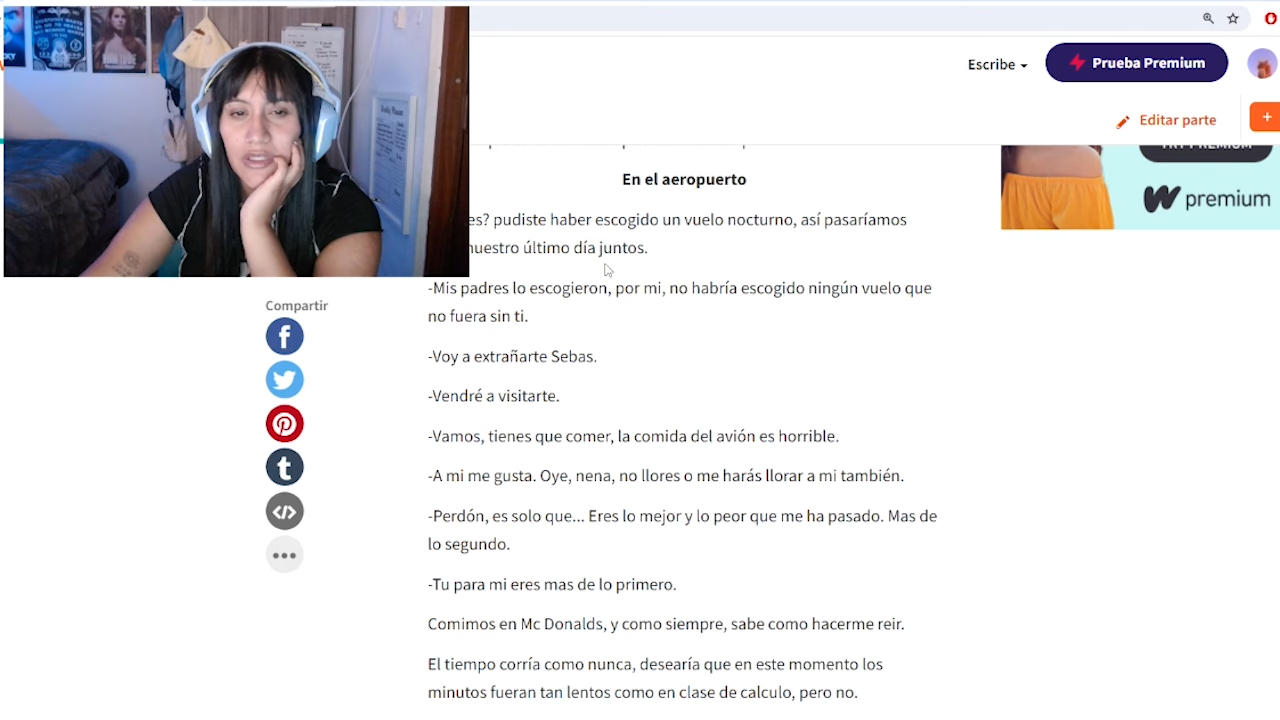 Escribe
Prueba Premium
Editar parte
+
premium
En el aeropuerto
es? pudiste haber escogido un vuelo nocturno, así pasaríamos
nuestro último día juntos.
-Mis padres lo escogieron, por mi, no habría escogido ningún vuelo que
no fuera sin ti.
-Voy a extrañarte Sebas.
-Vendré a visitarte.
-Vamos, tienes que comer, la comida del avión es horrible.
-A mi me gusta. Oye, nena, no llores o me harás llorar a mi también.
-Perdón, es solo que... Eres lo mejor y lo peor que me ha pasado. Mas de
lo segundo.
-Tu para mi eres mas de lo primero.
Comimos en Mc Donalds, y como siempre, sabe como hacerme reir.
El tiempo corría como nunca, desearía que en este momento los
minutos fueran tan lentos como en clase de calculo, pero no.
Compartir